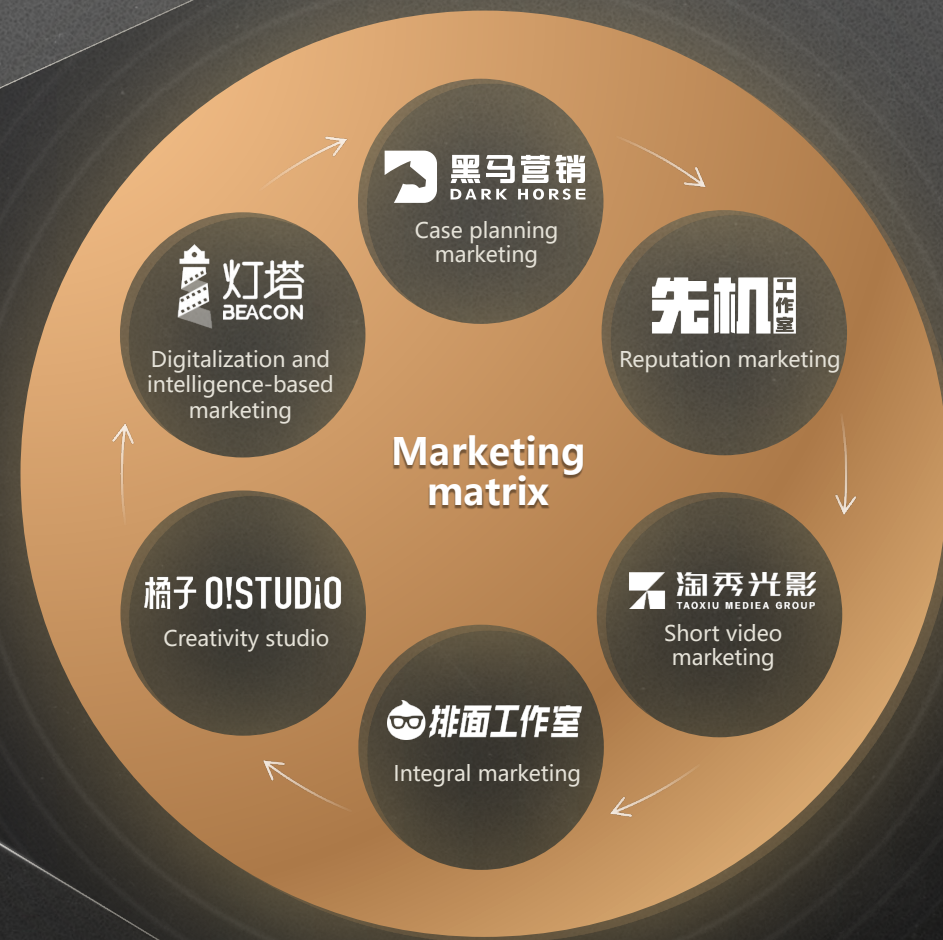 黑马营销
DARK HORSE
Case planning
marketing
先机
工作室
Reputation marketing
淘秀光影
TAOXIU MEDIEA GROUP
Short video
marketing
排面工作室
Integral marketing
橘子 O!STUDiO
Creativity studio
灯塔
BEACON
Digitalization and
intelligence-based
marketing
Marketing
matrix